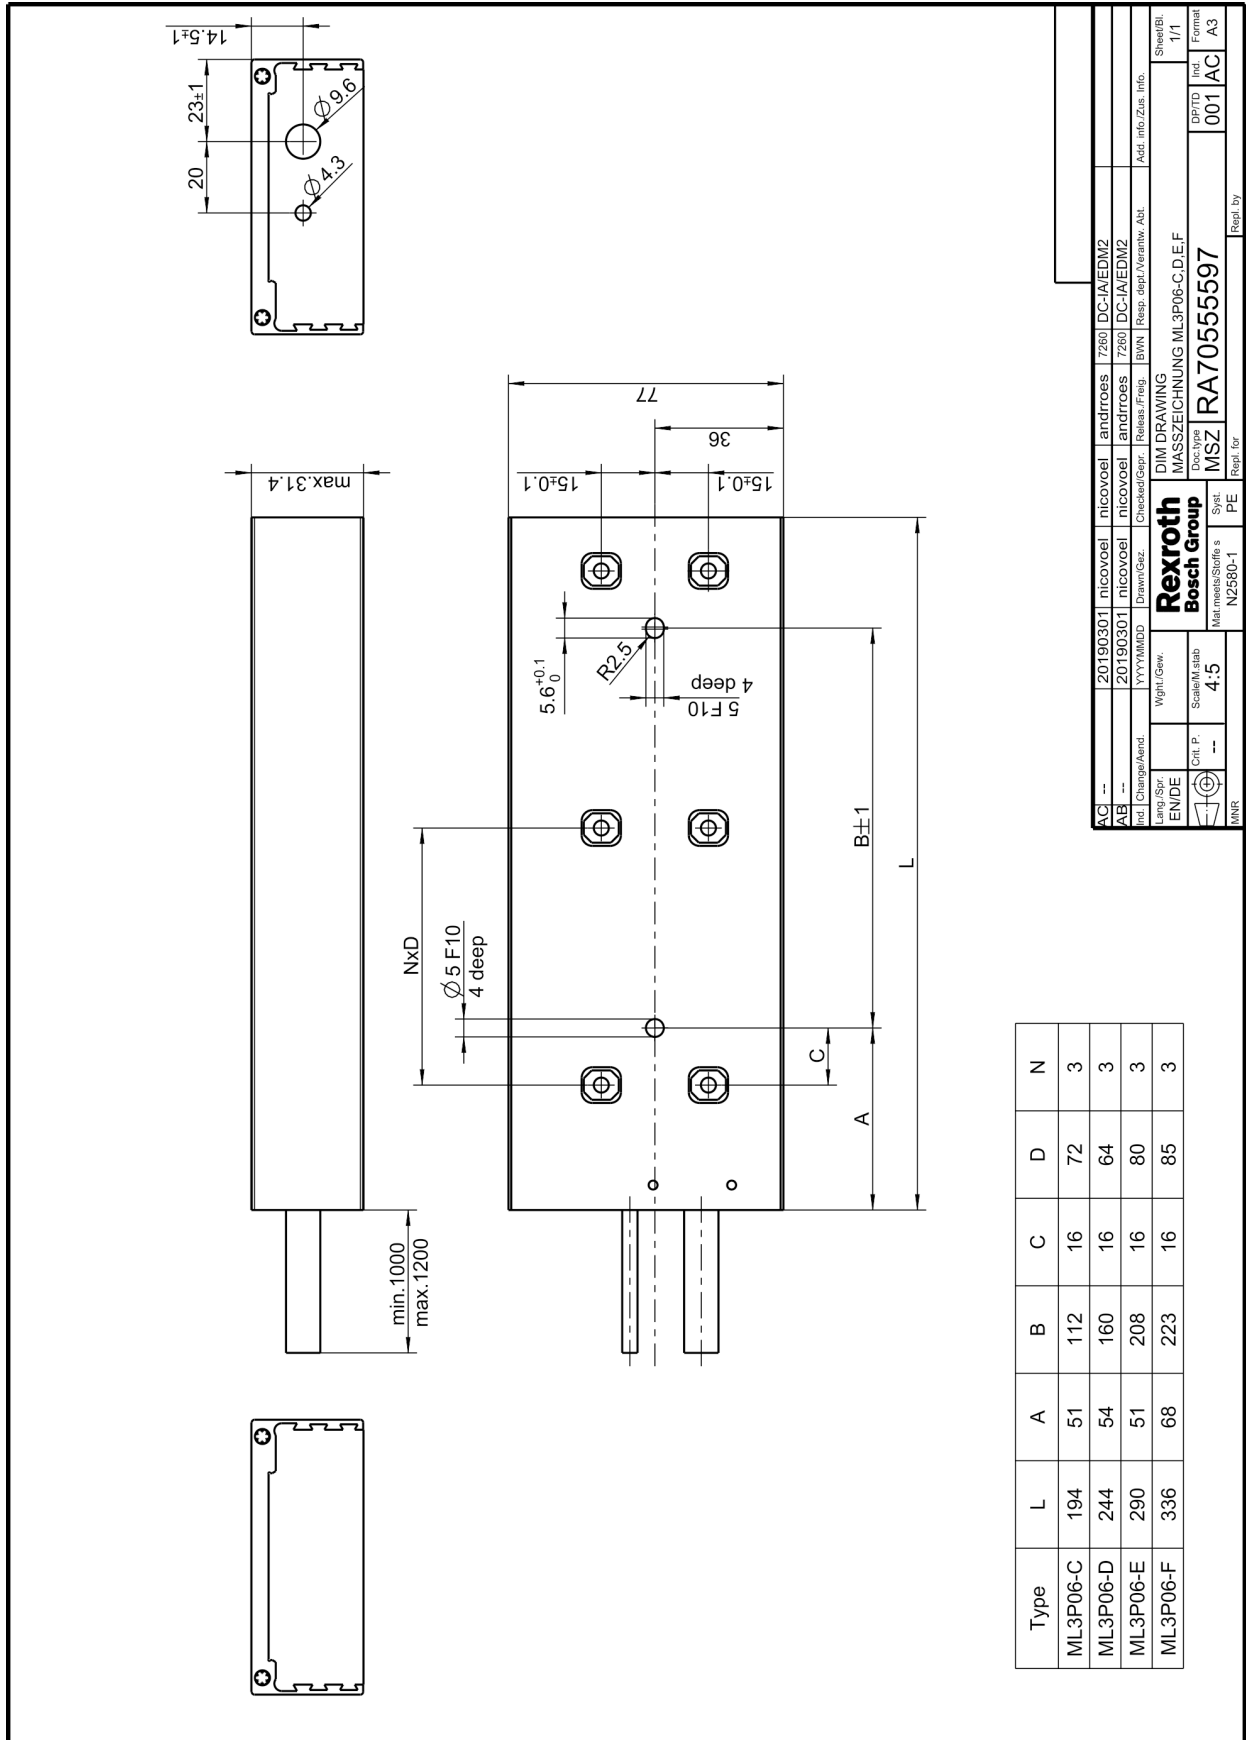 14.5±1
23±1
20
Ø9.6
Ø4.3
max.31.4
min.1000
max.1200
77
36
15±0.1
15±0.1
5.6 +0.1 0
R2.5
5 F10
4 deep
NxD
Ø5 F10
4 deep
B±1
L
C
A
Type L A B C D N
ML3P06-C 194 51 112 16 72 3
ML3P06-D 244 54 160 16 64 3
ML3P06-E 290 51 208 16 80 3
ML3P06-F 336 68 223 16 85 3
AC -- 20190301 nicovoel nicovoel androes 7260 DC-IA/EDM2
AB -- 20190301 nicovoel nicovoel androes 7260 DC-IA/EDM2
Ind. Change/Aend. YYYYMMDD Drawn/Gez. Checked/Gepr. Releas./Freig. BWN Resp. dept./Verantw. Abt. Add. info./Zus. Info.
Lang./Spr. Wght./Gew. DIM DRAWING Sheet/Bl.
EN/DE Rexroth MASSZEICHNUNG ML3P06-C,D,E,F 1/1
Bosch Group
Crit. P. Scale/M.stab Doc.type DP/TD Ind. Format
-- 4:5 MSZ RA70555597 001 AC A3
Mat.meets/Stoffe s Syst.
N2580-1 PE
MNR Repl. for Repl. by